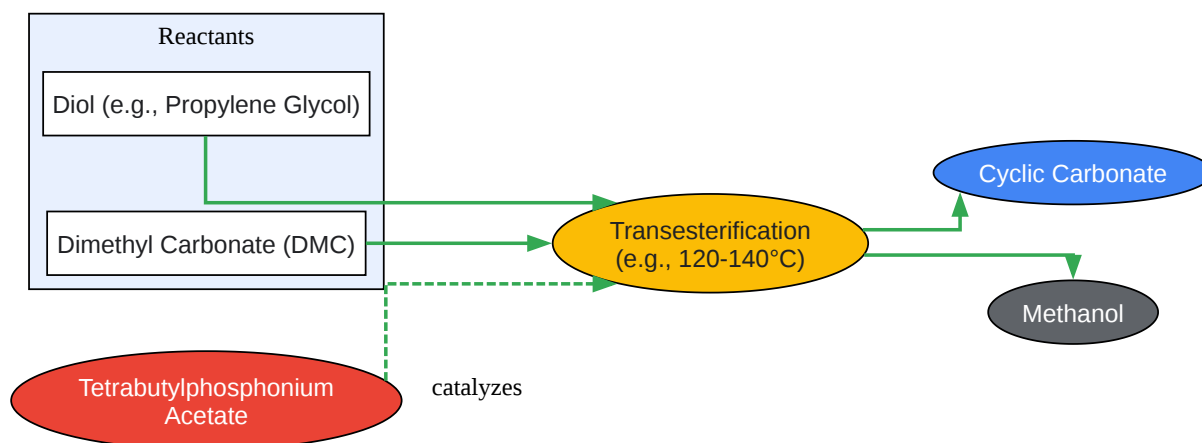 Reactants
Diol (e.g., Propylene Glycol)
Dimethyl Carbonate (DMC)
Transesterification
(e.g., 120-140°C)
Cyclic Carbonate
Methanol
Tetrabutylphosphonium
Acetate
catalyzes